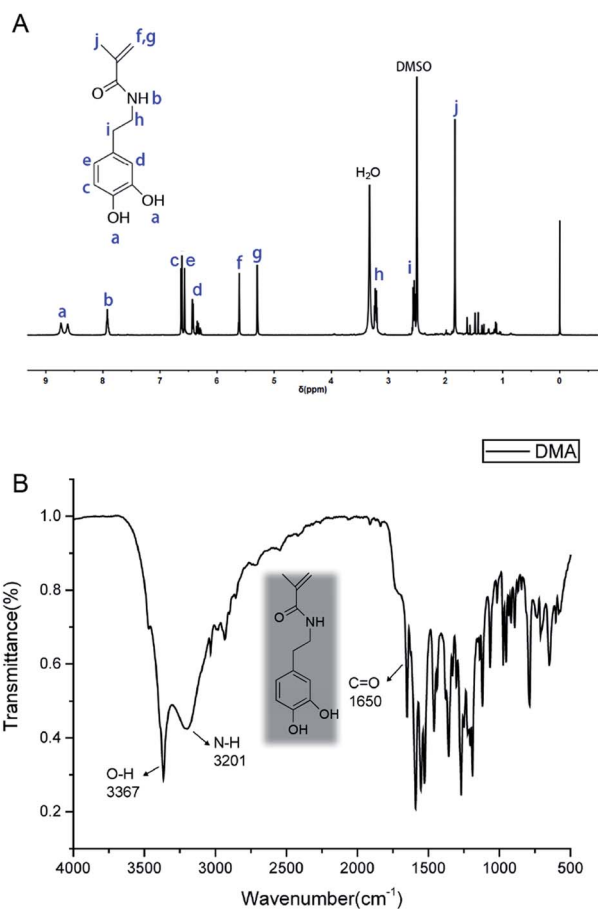 A
j f,g
O
NH b
h
i
e d
c
OH
OH a
a
DMSO
j
H₂O
c e
g
f
i
h
d
b
a
9 8 7 6 5 4 3 2 1 0
δ(ppm)
DMA
B
1.0
0.8
0.6
0.4
0.2
Transmittance(%)
O
NH
OH
OH
C=O
1650
N-H
3201
O-H
3367
4000 3500 3000 2500 2000 1500 1000 500
Wavenumber(cm⁻¹)